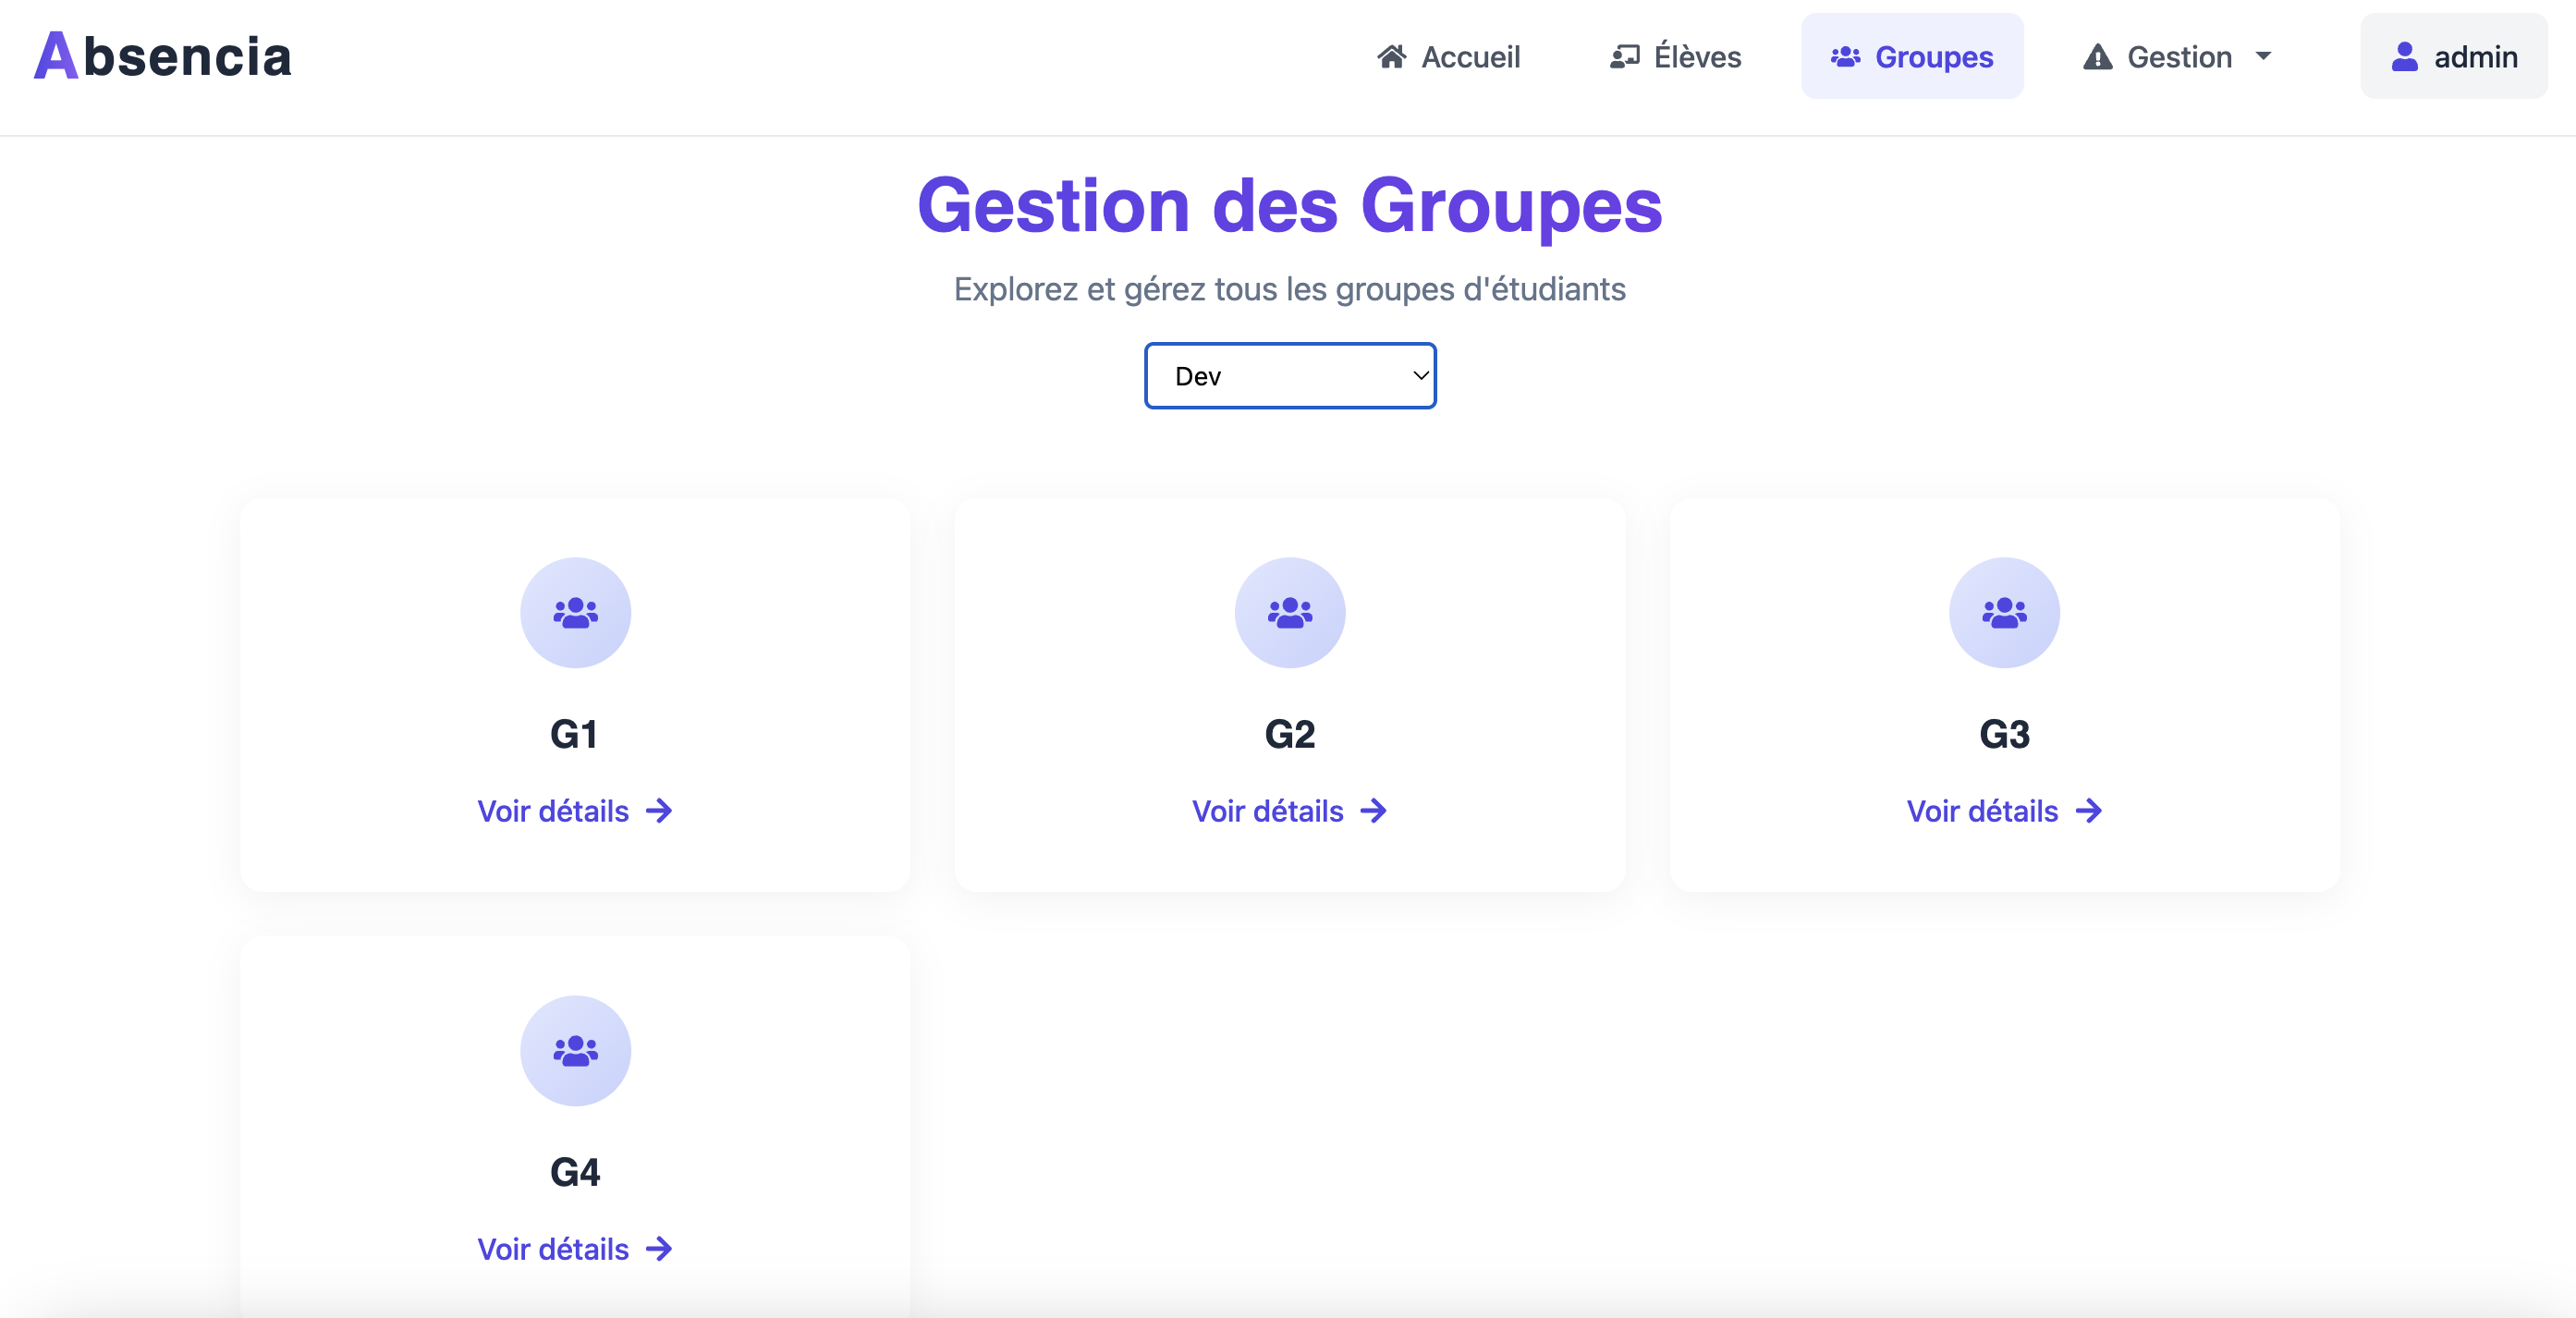 Absencia
Accueil
Élèves
Groupes
Gestion
admin
Gestion des Groupes
Explorez et gérez tous les groupes d'étudiants
Dev
G1
Voir détails
G2
Voir détails
G3
Voir détails
G4
Voir détails